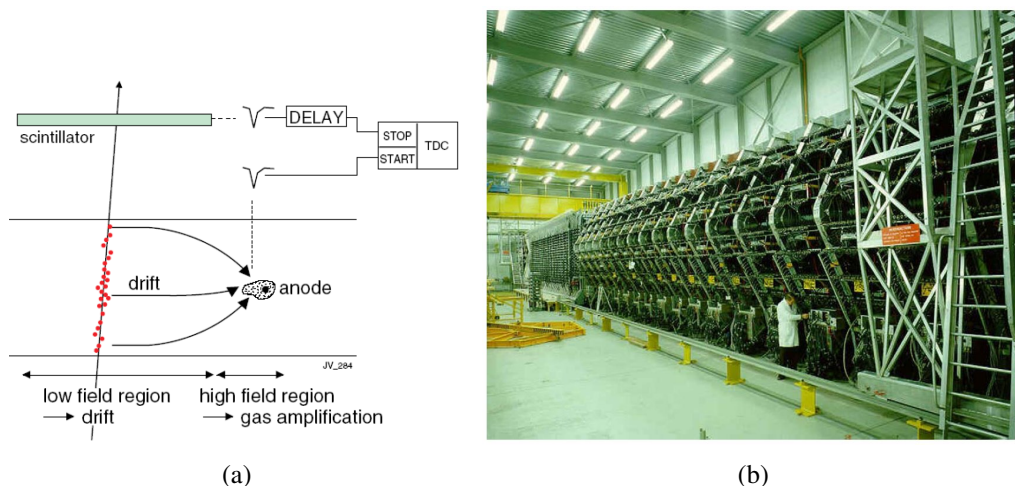 scintillator
DELAY
STOP
START
TDC
drift
anode
JV_284
low field region
drift
high field region
gas amplification
(a)
(b)